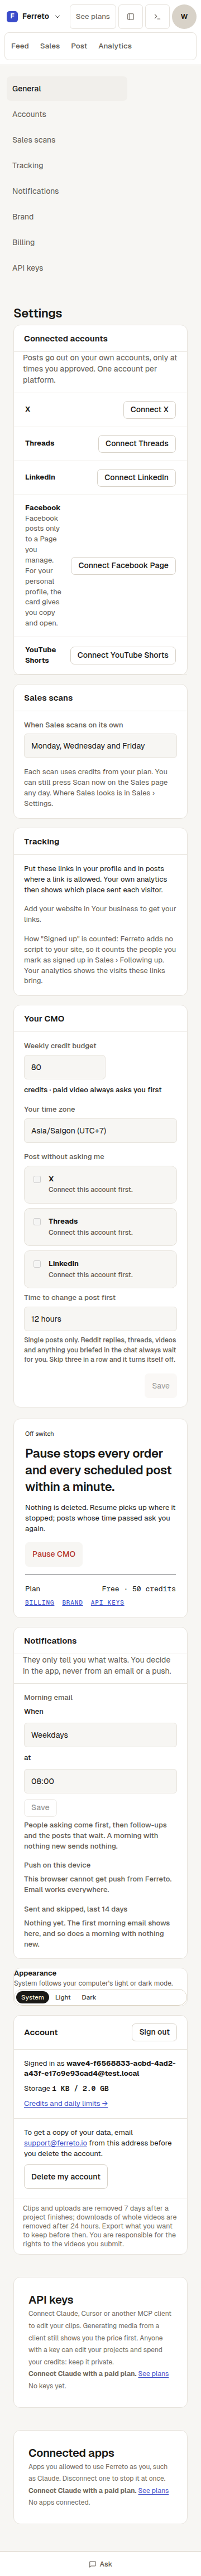 F Ferreto
See plans
W
Feed Sales Post Analytics
General
Accounts
Sales scans
Tracking
Notifications
Brand
Billing
API keys
Settings
Connected accounts
Posts go out on your own accounts, only at
times you approved. One account per
platform.
X
Connect X
Threads
Connect Threads
LinkedIn
Connect LinkedIn
Facebook
Facebook
posts only
to a Page
you
manage.
For your
personal
profile, the
card gives
you copy
and open.
Connect Facebook Page
YouTube
Shorts
Connect YouTube Shorts
Sales scans
When Sales scans on its own
Monday, Wednesday and Friday
Each scan uses credits from your plan. You
can still press Scan now on the Sales page
any day. Where Sales looks is in Sales ›
Settings.
Tracking
Put these links in your profile and in posts
where a link is allowed. Your own analytics
then shows which place sent each visitor.
Add your website in Your business to get your
links.
How "Signed up" is counted: Ferreto adds no
script to your site, so it counts the people you
mark as signed up in Sales › Following up.
Your analytics shows the visits these links
bring.
Your CMO
Weekly credit budget
80
credits · paid video always asks you first
Your time zone
Asia/Saigon (UTC+7)
Post without asking me
X
Connect this account first.
Threads
Connect this account first.
LinkedIn
Connect this account first.
Time to change a post first
12 hours
Single posts only. Reddit replies, threads, videos
and anything you briefed in the chat always wait
for you. Skip three in a row and it turns itself off.
Save
Off switch
Pause stops every order
and every scheduled post
within a minute.
Nothing is deleted. Resume picks up where it
stopped; posts whose time passed ask you
again.
Pause CMO
Plan
Free · 50 credits
BILLING BRAND API KEYS
Notifications
They only tell you what waits. You decide
in the app, never from an email or a push.
Morning email
When
Weekdays
at
08:00
Save
People asking come first, then follow-ups
and the posts that wait. A morning with
nothing new sends nothing.
Push on this device
This browser cannot get push from Ferreto.
Email works everywhere.
Sent and skipped, last 14 days
Nothing yet. The first morning email shows
here, and so does a morning with nothing
new.
Appearance
System follows your computer's light or dark mode.
System Light Dark
Account
Sign out
Signed in as wave4-f6568833-acbd-4ad2-
a43f-e17c9e93cad4@test.local
Storage 1 KB / 2.0 GB
Credits and daily limits →
To get a copy of your data, email
support@ferreto.io from this address before
you delete the account.
Delete my account
Clips and uploads are removed 7 days after a
project finishes; downloads of whole videos are
removed after 24 hours. Export what you want
to keep before then. You are responsible for the
rights to the videos you submit.
API keys
Connect Claude, Cursor or another MCP client
to edit your clips. Generating media from a
client still shows you the price first. Anyone
with a key can edit your projects and spend
your credits: keep it private.
Connect Claude with a paid plan. See plans
No keys yet.
Connected apps
Apps you allowed to use Ferreto as you, such
as Claude. Disconnect one to stop it at once.
Connect Claude with a paid plan. See plans
No apps connected.
Ask